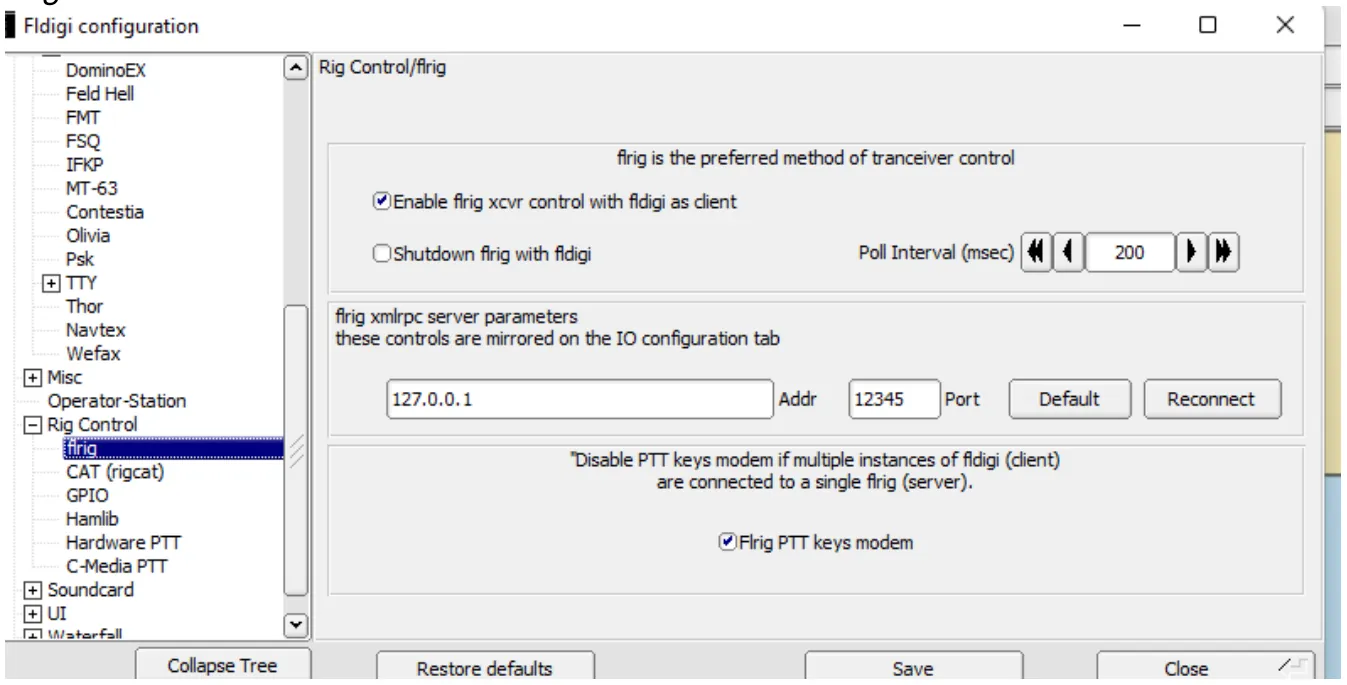 Fldigi configuration
DominoEX
Feld Hell
FMT
FSQ
IFKP
MT-63
Contestia
Olivia
Psk
TTY
Thor
Navtex
Wefax
Misc
Operator-Station
Rig Control
flrig
CAT (rigcat)
GPIO
Hamlib
Hardware PTT
C-Media PTT
Soundcard
UI
Waterfall
Collapse Tree
Rig Control/flrig
flrig is the preferred method of tranceiver control
Enable flrig xcvr control with fldigi as client
Shutdown flrig with fldigi
Poll Interval (msec) 200
flrig xmlrpc server parameters
these controls are mirrored on the IO configuration tab
127.0.0.1 Addr 12345 Port Default Reconnect
"Disable PTT keys modem if multiple instances of fldigi (client)
are connected to a single flrig (server).
Flrig PTT keys modem
Restore defaults Save Close